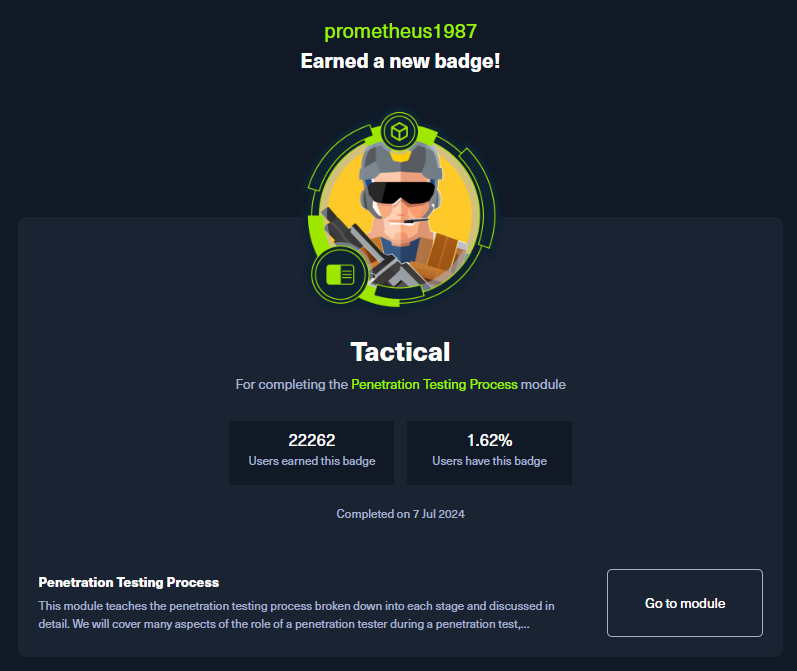 prometheus1987
Earned a new badge!
Tactical
For completing the Penetration Testing Process module
22262
Users earned this badge
1.62%
Users have this badge
Completed on 7 Jul 2024
Penetration Testing Process
This module teaches the penetration testing process broken down into each stage and discussed in
detail. We will cover many aspects of the role of a penetration tester during a penetration test,...
Go to module